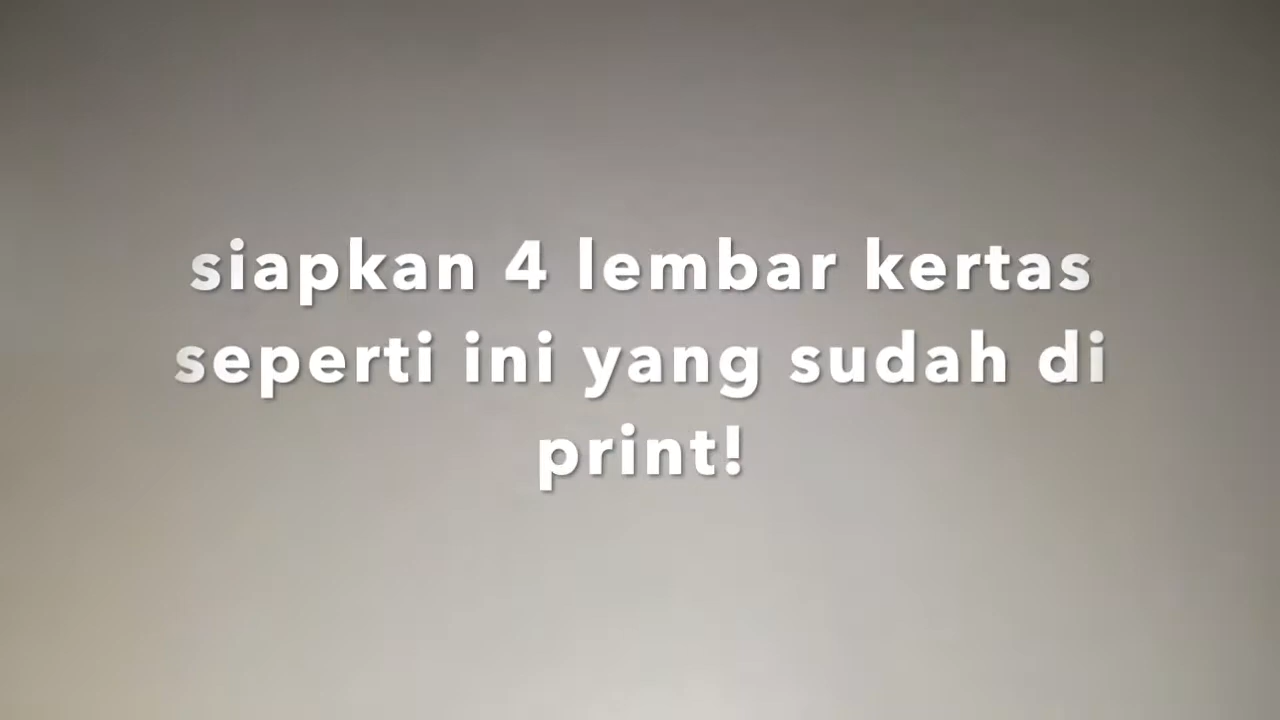 siapkan 4 lembar kertas
seperti ini yang sudah di
print!